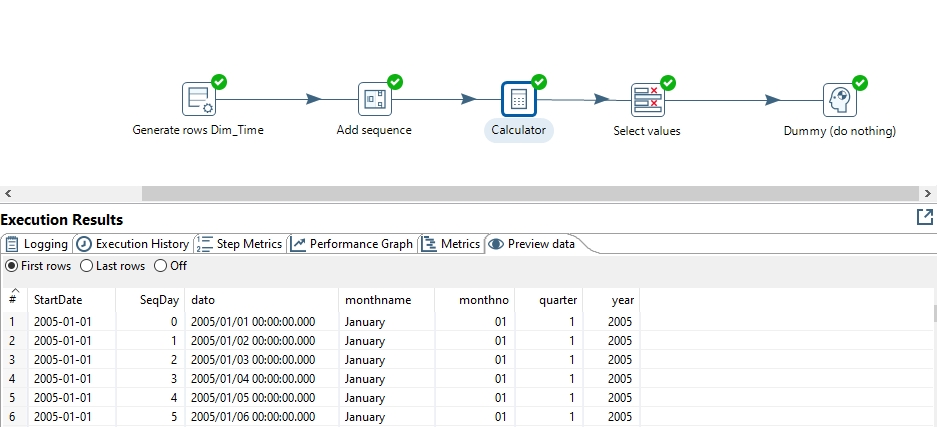 Generate rows Dim_Time Add sequence Calculator Select values Dummy (do nothing)
Execution Results
Logging Execution History Step Metrics Performance Graph Metrics Preview data
First rows Last rows Off
# StartDate SeqDay dato monthname monthno quarter year
1 2005-01-01 0 2005/01/01 00:00:00.000 January 01 1 2005
2 2005-01-01 1 2005/01/02 00:00:00.000 January 01 1 2005
3 2005-01-01 2 2005/01/03 00:00:00.000 January 01 1 2005
4 2005-01-01 3 2005/01/04 00:00:00.000 January 01 1 2005
5 2005-01-01 4 2005/01/05 00:00:00.000 January 01 1 2005
6 2005-01-01 5 2005/01/06 00:00:00.000 January 01 1 2005